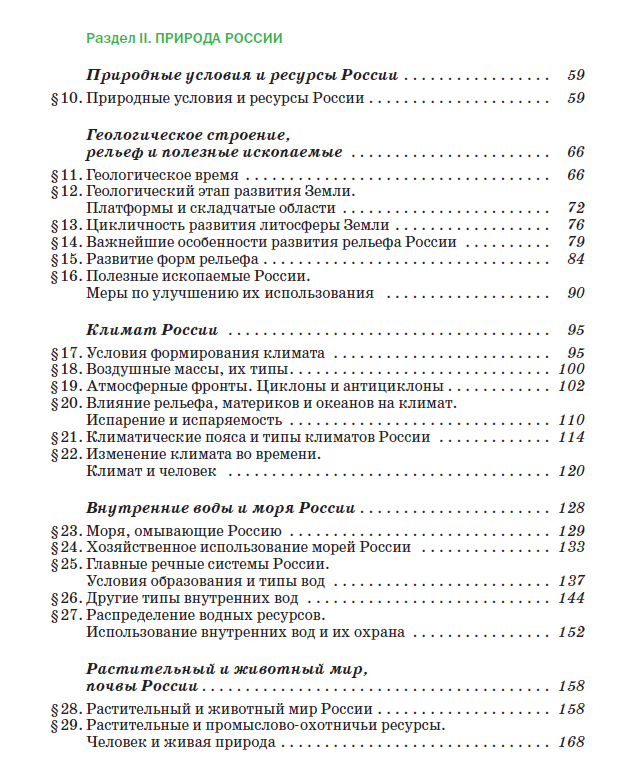 Раздел II. ПРИРОДА РОССИИ
Природные условия и ресурсы России . . . . . . . . . . . . . . . . . 59
§ 10. Природные условия и ресурсы России . . . . . . . . . . . . . . . . . . . . . 59
Геологическое строение,
рельеф и полезные ископаемые . . . . . . . . . . . . . . . . . . . . . . . 66
§ 11. Геологическое время . . . . . . . . . . . . . . . . . . . . . . . . . . . . . . . . . . . 66
§ 12. Геологический этап развития Земли.
Платформы и складчатые области . . . . . . . . . . . . . . . . . . . . . . . . 72
§ 13. Цикличность развития литосферы Земли . . . . . . . . . . . . . . . . . . 76
§ 14. Важнейшие особенности развития рельефа России . . . . . . . . . . 79
§ 15. Развитие форм рельефа . . . . . . . . . . . . . . . . . . . . . . . . . . . . . . . . . 84
§ 16. Полезные ископаемые России.
Меры по улучшению их использования . . . . . . . . . . . . . . . . . . . 90
Климат России . . . . . . . . . . . . . . . . . . . . . . . . . . . . . . . . . . . . . 95
§ 17. Условия формирования климата . . . . . . . . . . . . . . . . . . . . . . . . . 95
§ 18. Воздушные массы, их типы. . . . . . . . . . . . . . . . . . . . . . . . . . . . . . 100
§ 19. Атмосферные фронты. Циклоны и антициклоны . . . . . . . . . . . . 102
§ 20. Влияние рельефа, материков и океанов на климат.
Испарение и испаряемость . . . . . . . . . . . . . . . . . . . . . . . . . . . . . . 110
§ 21. Климатические пояса и типы климатов России . . . . . . . . . . . . . 114
§ 22. Изменение климата во времени.
Климат и человек . . . . . . . . . . . . . . . . . . . . . . . . . . . . . . . . . . . . . 120
Внутренние воды и моря России . . . . . . . . . . . . . . . . . . . . . . 128
§ 23. Моря, омывающие Россию . . . . . . . . . . . . . . . . . . . . . . . . . . . . . . 129
§ 24. Хозяйственное использование морей России . . . . . . . . . . . . . . . 133
§ 25. Главные речные системы России.
Условия образования и типы вод . . . . . . . . . . . . . . . . . . . . . . . . . 137
§ 26. Другие типы внутренних вод . . . . . . . . . . . . . . . . . . . . . . . . . . . . 144
§ 27. Распределение водных ресурсов.
Использование внутренних вод и их охрана . . . . . . . . . . . . . . . . 152
Растительный и животный мир,
почвы России . . . . . . . . . . . . . . . . . . . . . . . . . . . . . . . . . . . . . . . . 158
§ 28. Растительный и животный мир России . . . . . . . . . . . . . . . . . . . . 158
§ 29. Растительные и промыслово-охотничьи ресурсы.
Человек и живая природа . . . . . . . . . . . . . . . . . . . . . . . . . . . . . . . 168